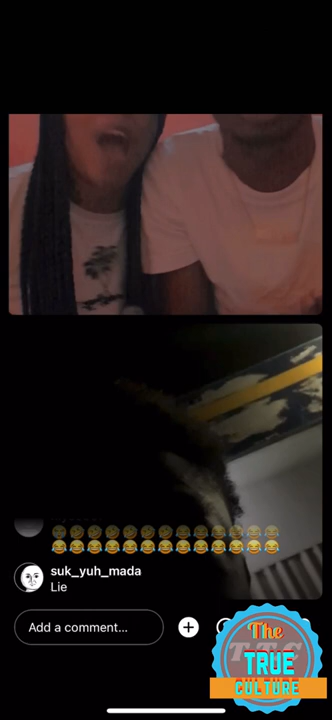 🤣🤣🤣🤣🤣🤣🤣😂😂😂😂😂😂
😂😂😂😂😂😂😂😂😂😂😂😂😂
suk_yuh_mada
Lie
Add a comment...
The
TRUE
CULTURE